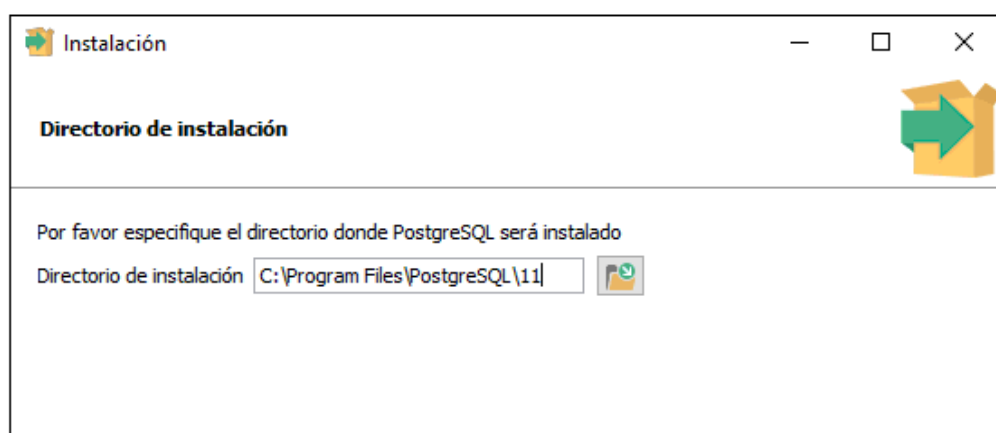 Instalación
Directorio de instalación
Por favor especifique el directorio donde PostgreSQL será instalado
Directorio de instalación C:\Program Files\PostgreSQL\11